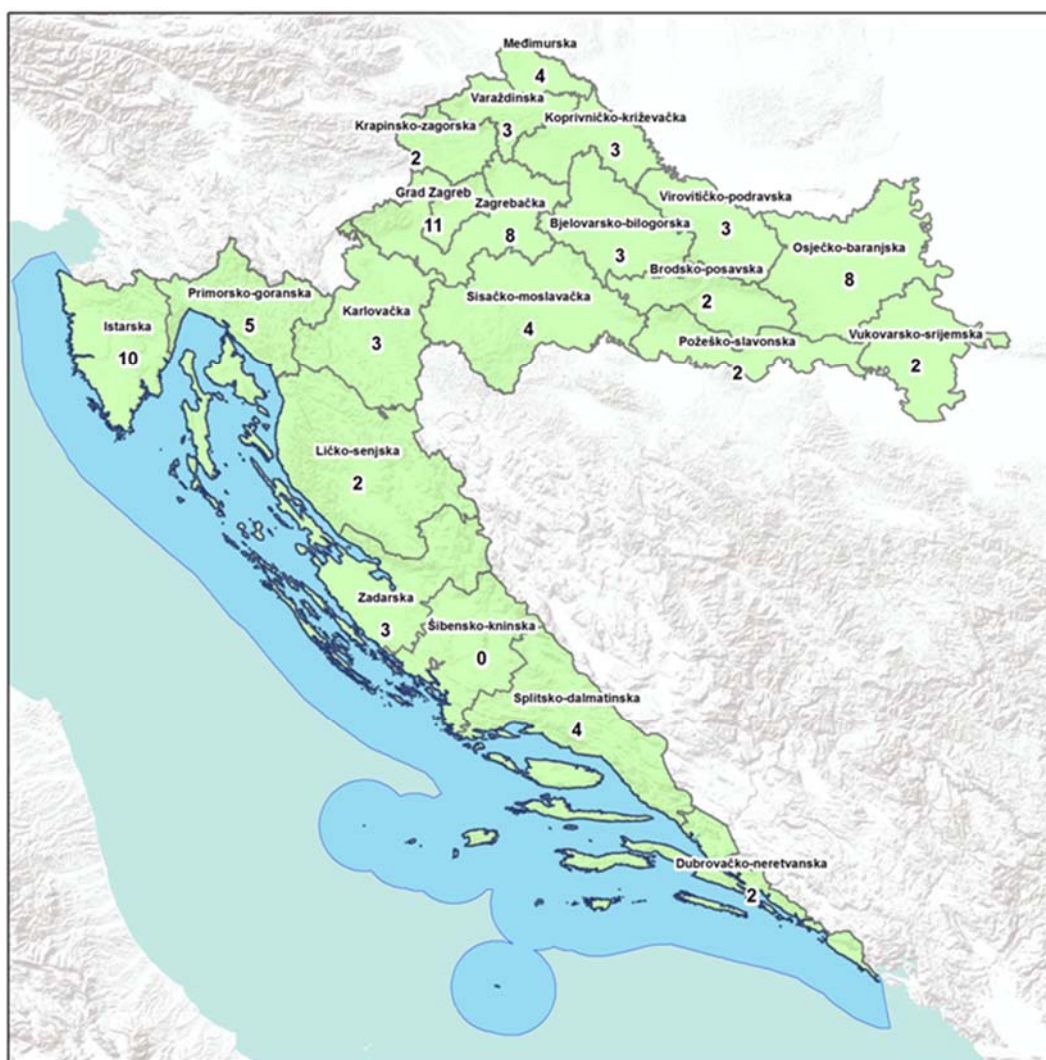 Međimurska
4
Varaždinska
3
Koprivničko-križevačka
3
Krapinsko-zagorska
2
Grad Zagreb
11
Zagrebačka
8
Virovitičko-podravska
3
Bjelovarsko-bilogorska
3
Osječko-baranjska
8
Brodsko-posavska
2
Primorsko-goranska
5
Sisačko-moslavačka
4
Karlovačka
3
Istarska
10
Požeško-slavonska
2
Vukovarsko-srijemska
2
Ličko-senjska
2
Zadarska
3
Šibensko-kninska
0
Splitsko-dalmatinska
4
Dubrovačko-neretvanska
2